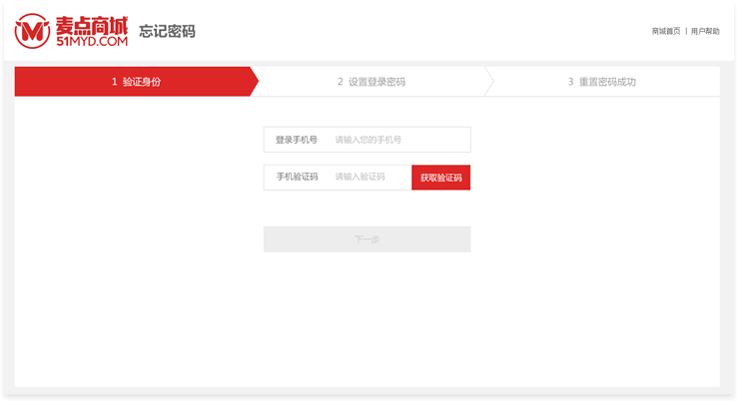 麦点商城
51MYD.COM
忘记密码
商城首页 | 用户帮助
1 验证身份
2 设置登录密码
3 重置密码成功
登录手机号 请输入您的手机号
手机验证码 请输入验证码 获取验证码
下一步